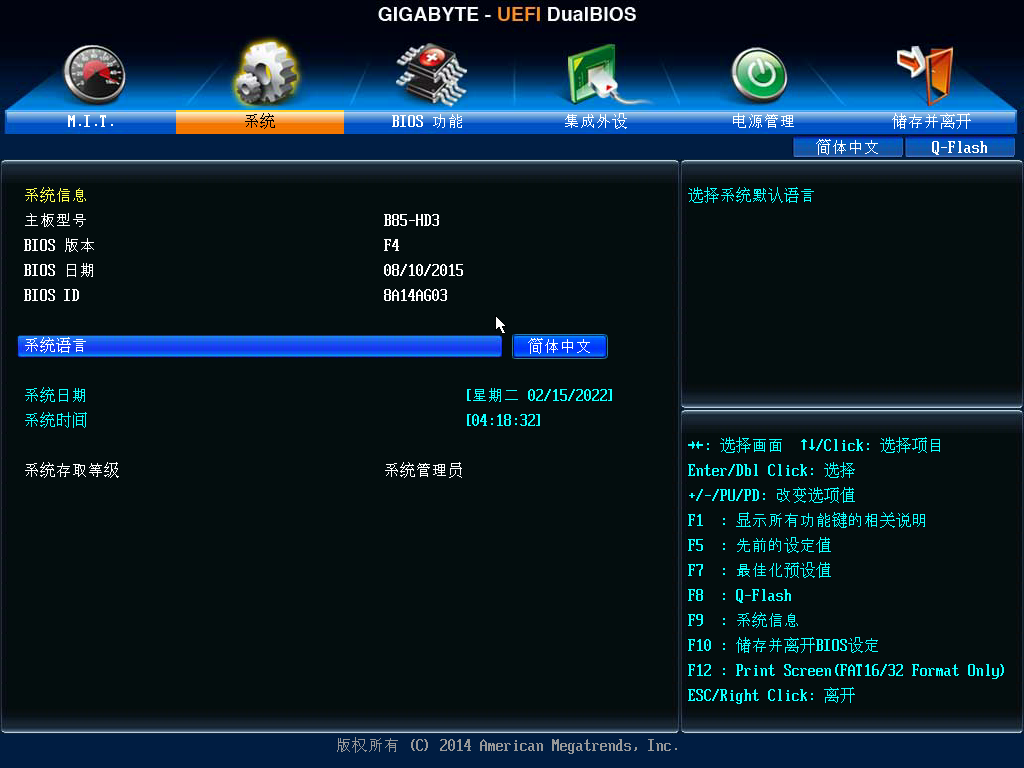 GIGABYTE - UEFI DualBIOS
M.I.T. 系统 BIOS 功能 集成外设 电源管理 储存并离开
简体中文 Q-Flash
系统信息
主板型号 B85-HD3
BIOS 版本 F4
BIOS 日期 08/10/2015
BIOS ID 8A14AG03
系统语言 简体中文
系统日期 [星期二 02/15/2022]
系统时间 [04:18:32]
系统存取等级 系统管理员
选择系统默认语言
→←: 选择画面 ↑↓/Click: 选择项目
Enter/Dbl Click: 选择
+/-/PU/PD: 改变选项值
F1 : 显示所有功能键的相关说明
F5 : 先前的设定值
F7 : 最佳化预设值
F8 : Q-Flash
F9 : 系统信息
F10 : 储存并离开BIOS设定
F12 : Print Screen(FAT16/32 Format Only)
ESC/Right Click: 离开
版权所有 (C) 2014 American Megatrends, Inc.